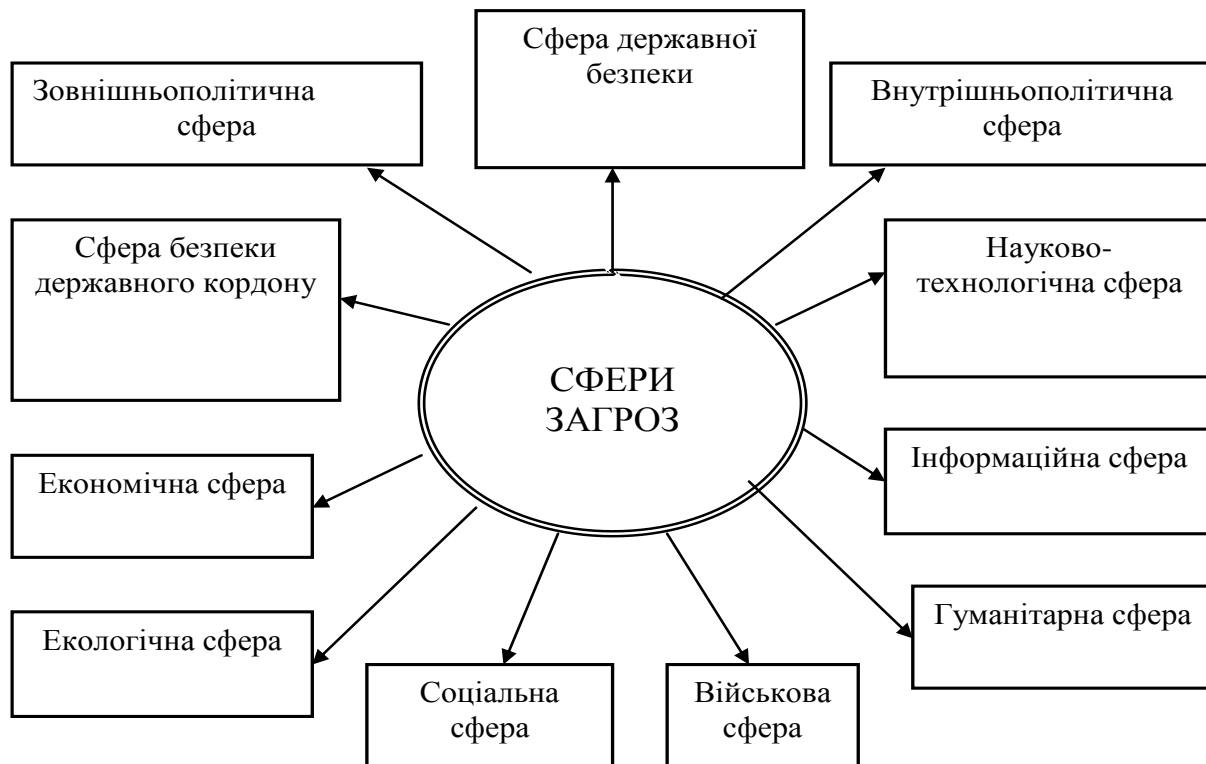 Сфера державної
безпеки
Зовнішньополітична
сфера
Внутрішньополітична
сфера
Сфера безпеки
державного кордону
Науково-
технологічна сфера
СФЕРИ
ЗАГРОЗ
Економічна сфера
Інформаційна сфера
Екологічна сфера
Гуманітарна сфера
Соціальна
сфера
Військова
сфера